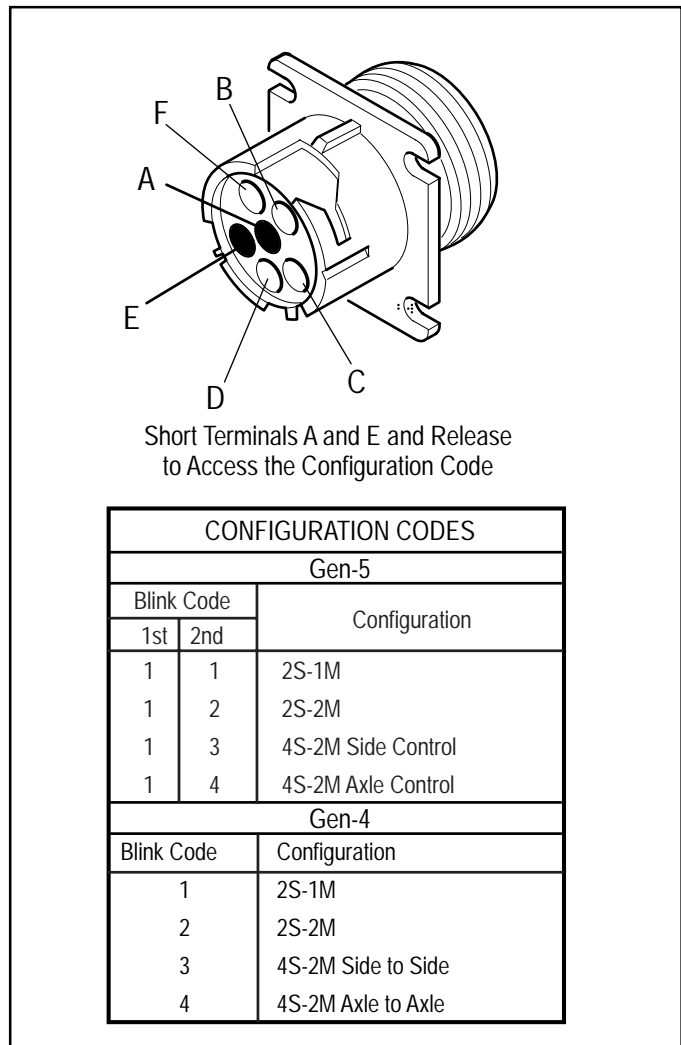 B
F
A
E
D
C
Short Terminals A and E and Release
to Access the Configuration Code
CONFIGURATION CODES
Gen-5
Blink Code
Configuration
1st 2nd
1 1 2S-1M
1 2 2S-2M
1 3 4S-2M Side Control
1 4 4S-2M Axle Control
Gen-4
Blink Code Configuration
1 2S-1M
2 2S-2M
3 4S-2M Side to Side
4 4S-2M Axle to Axle